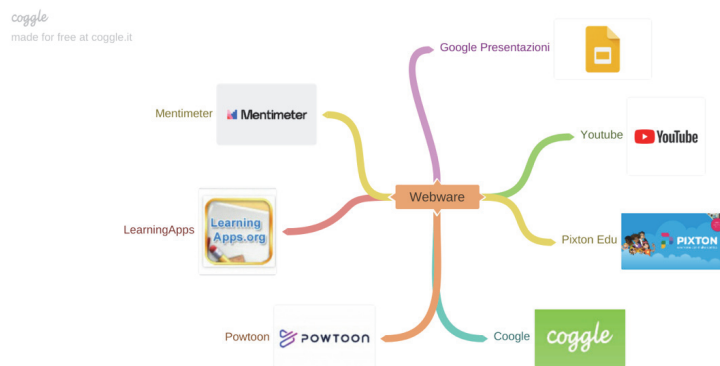 coggle
made for free at coggle.it
Google Presentazioni
Mentimeter
Mentimeter
Youtube
YouTube
Webware
LearningApps
Learning
Apps.org
Pixton Edu
PIXTON
Powtoon
POWTOON
Coogle
coggle